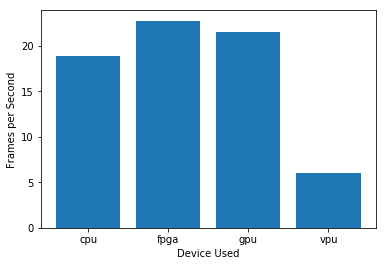 20
15
10
5
0
Frames per Second
cpu fpga gpu vpu
Device Used